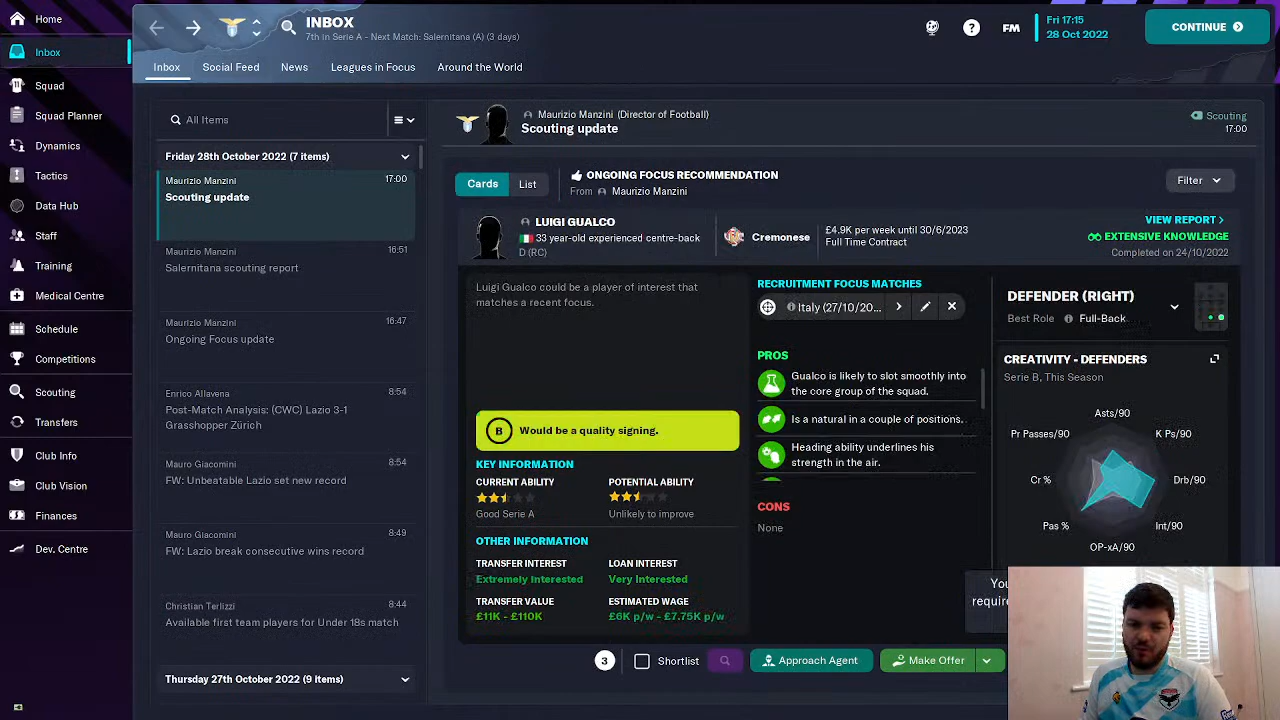 Home
Inbox
Squad
Squad Planner
Dynamics
Tactics
Data Hub
Staff
Training
Medical Centre
Schedule
Competitions
Scouting
Transfers
Club Info
Club Vision
Finances
Dev. Centre
INBOX
7th in Serie A - Next Match: Salernitana (A) (3 days)
FM
Fri 17:15
28 Oct 2022
CONTINUE
Inbox
Social Feed
News
Leagues in Focus
Around the World
All Items
Friday 28th October 2022 (7 items)
Maurizio Manzini 17:00
Scouting update
Maurizio Manzini 16:51
Salernitana scouting report
Maurizio Manzini 16:47
Ongoing Focus update
Enrico Allavena 8:54
Post-Match Analysis: (CWC) Lazio 3-1
Grasshopper Zürich
Mauro Giacomini 8:54
FW: Unbeatable Lazio set new record
Mauro Giacomini 8:49
FW: Lazio break consecutive wins record
Christian Terlizzi 8:44
Available first team players for Under 18s match
Thursday 27th October 2022 (9 items)
Maurizio Manzini (Director of Football)
Scouting update
Scouting
17:00
Cards
List
ONGOING FOCUS RECOMMENDATION
From Maurizio Manzini
Filter
LUIGI GUALCO
33 year-old experienced centre-back
D (RC)
Cremonese
£4.9K per week until 30/6/2023
Full Time Contract
VIEW REPORT >
EXTENSIVE KNOWLEDGE
Completed on 24/10/2022
Luigi Gualco could be a player of interest that
matches a recent focus.
B Would be a quality signing.
KEY INFORMATION
CURRENT ABILITY
POTENTIAL ABILITY
Good Serie A
Unlikely to improve
OTHER INFORMATION
TRANSFER INTEREST
LOAN INTEREST
Extremely Interested
Very Interested
TRANSFER VALUE
ESTIMATED WAGE
£11K - £110K
£6K p/w - £7.75K p/w
RECRUITMENT FOCUS MATCHES
Italy (27/10/20...
PROS
Gualco is likely to slot smoothly
into the core group of the squad.
Is a natural in a couple of positions.
Heading ability underlines his
strength in the air.
CONS
None
DEFENDER (RIGHT)
Best Role Full-Back
CREATIVITY - DEFENDERS
Serie B, This Season
Asts/90
Pr Passes/90
K Ps/90
Cr %
Drb/90
Pas %
Int/90
OP-xA/90
You
require
3
Shortlist
Approach Agent
Make Offer